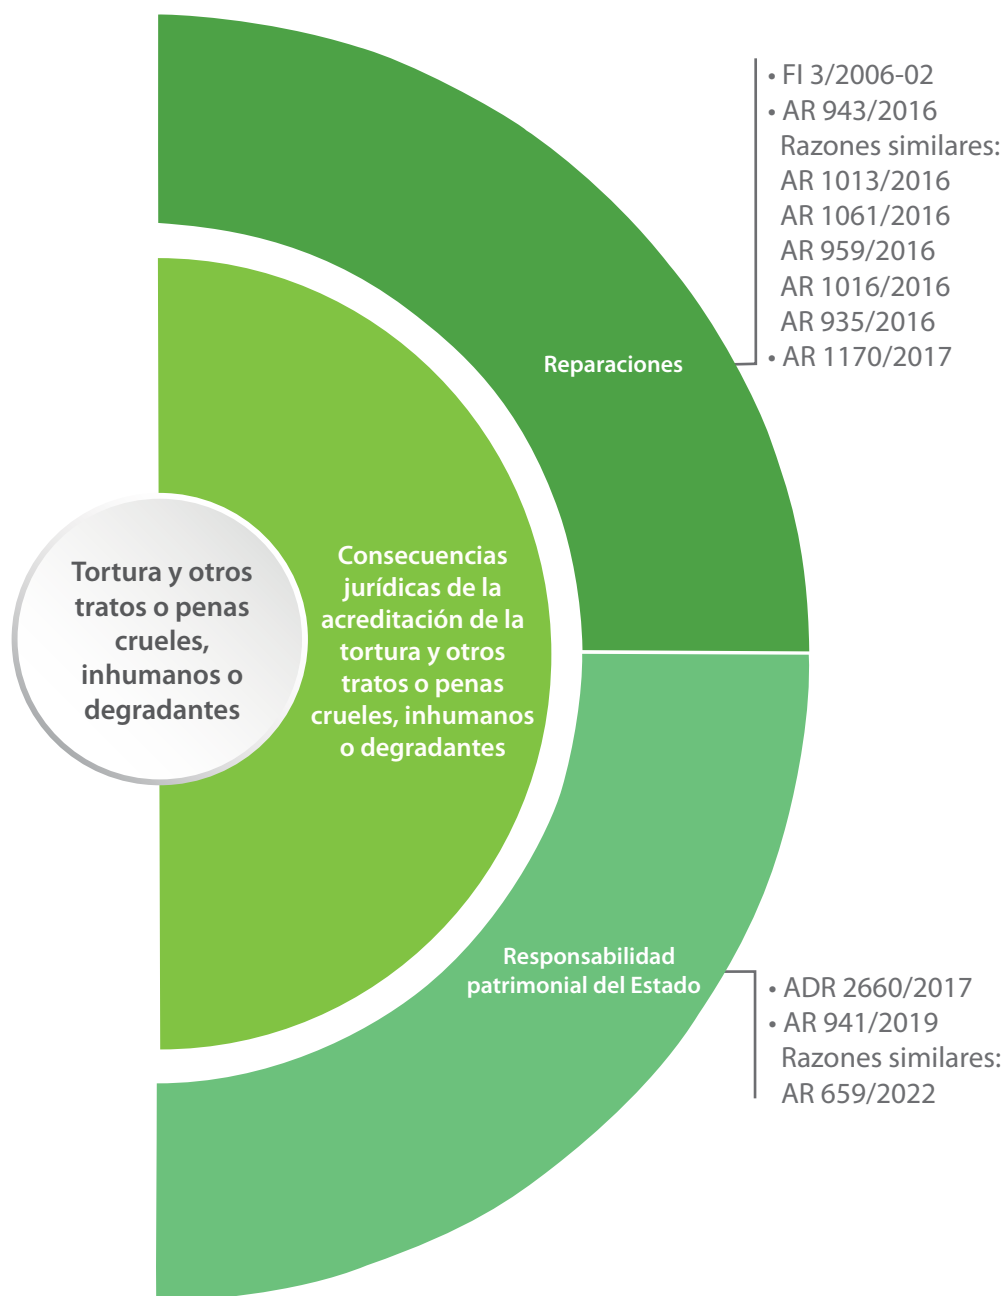 Tortura y otros
tratos o penas
crueles,
inhumanos o
degradantes
Consecuencias
jurídicas de la
acreditación de la
tortura y otros
tratos o penas
crueles, inhumanos
o degradantes
Reparaciones
• FI 3/2006-02
• AR 943/2016
Razones similares:
AR 1013/2016
AR 1061/2016
AR 959/2016
AR 1016/2016
AR 935/2016
• AR 1170/2017
Responsabilidad
patrimonial del Estado
• ADR 2660/2017
• AR 941/2019
Razones similares:
AR 659/2022